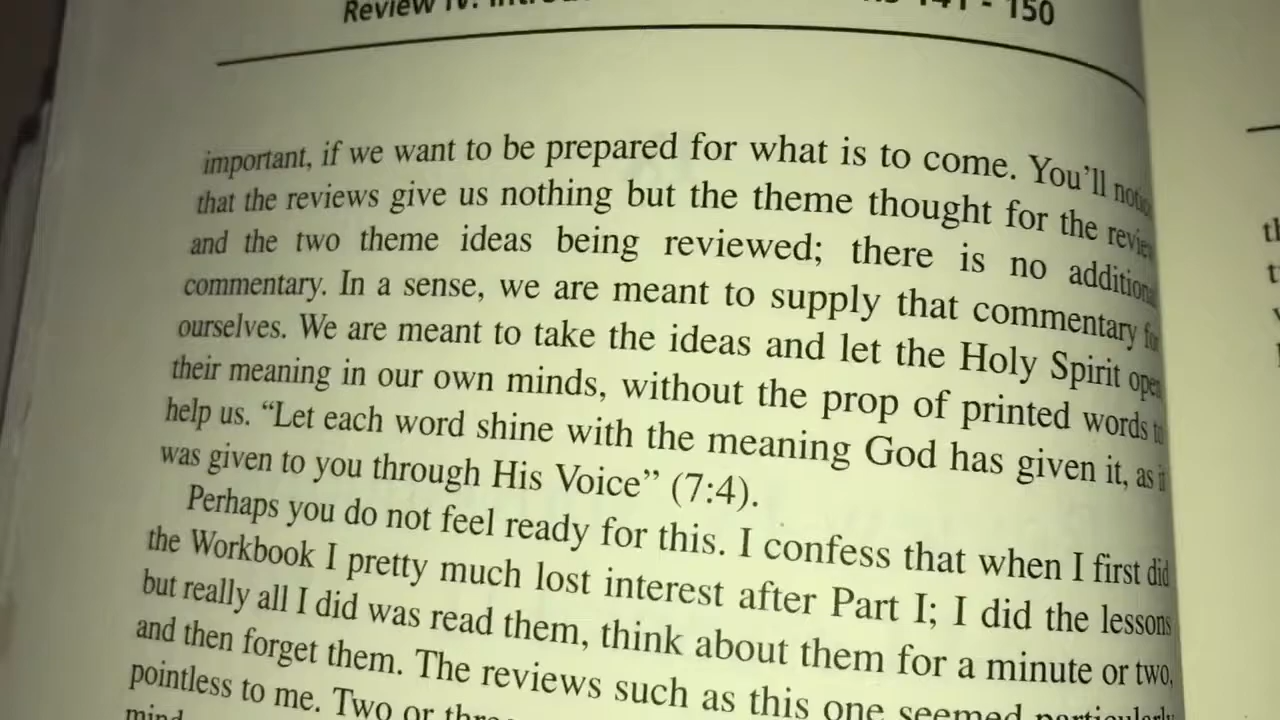 Review IV: Intro 141 - 150
important, if we want to be prepared for what is to come. You'll
that the reviews give us nothing but the theme thought for the
and the two theme ideas being reviewed; there is no
commentary. In a sense, we are meant to supply that commentary
ourselves. We are meant to take the ideas and let the Holy Spirit open
their meaning in our own minds, without the prop of printed words to
help us. “Let each word shine with the meaning God has given it, as it
was given to you through His Voice” (7:4).
Perhaps you do not feel ready for this. I confess that when I first did
the Workbook I pretty much lost interest after Part I; I did the lessons
but really all I did was read them, think about them for a minute or two,
and then forget them. The reviews such as this one seemed particularly
pointless to me. Two or
mind